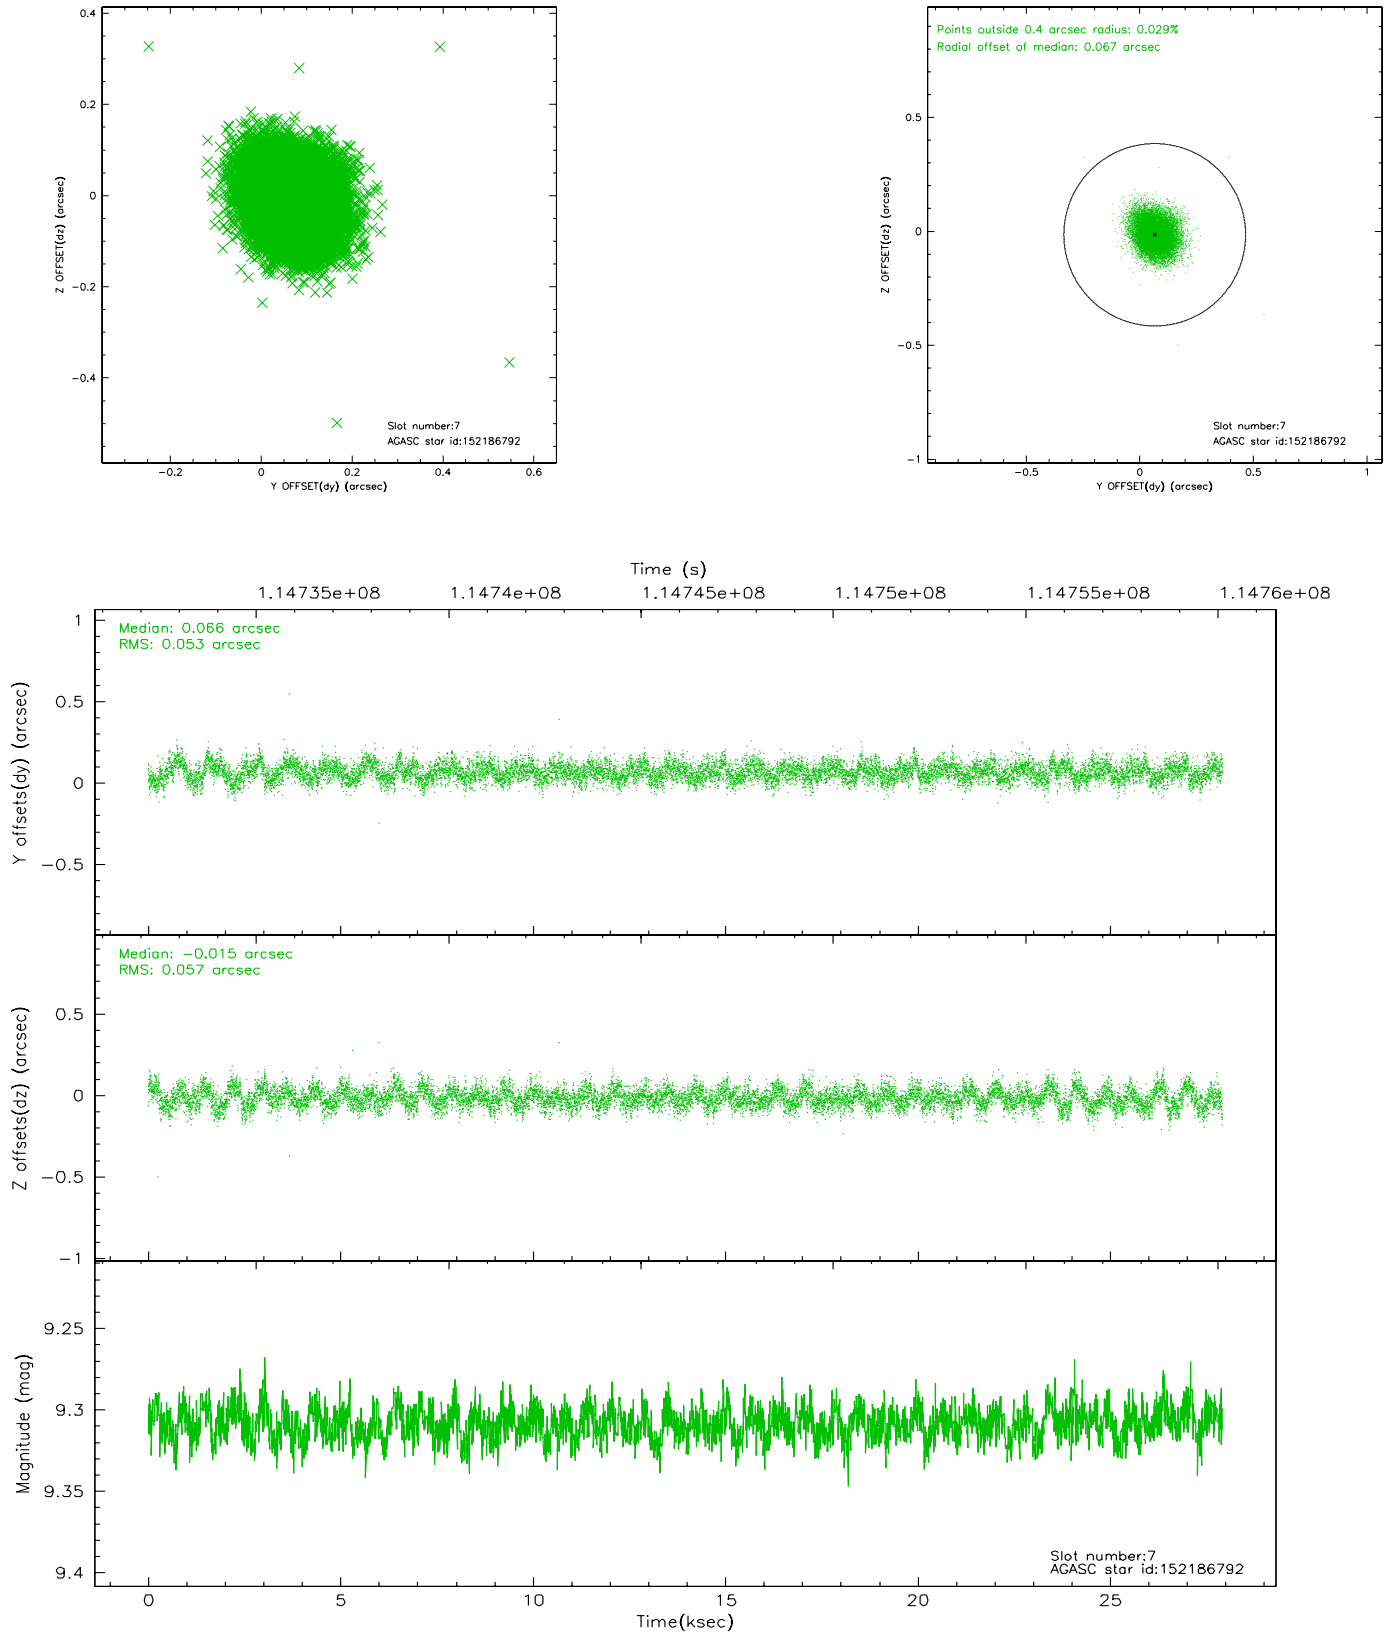 0.4
0.2
0
−0.2
−0.4
Z OFFSET(dz) (arcsec)
Slot number:7
AGASC star id:152186792
−0.2
0
0.2
0.4
0.6
Y OFFSET(dy) (arcsec)
Points outside 0.4 arcsec radius: 0.029%
Radial offset of median: 0.067 arcsec
0.5
0
−0.5
−1
Z OFFSET(dz) (arcsec)
Slot number:7
AGASC star id:152186792
−0.5
0
0.5
1
Y OFFSET(dy) (arcsec)
Time (s)
1.14735e+08
1.1474e+08
1.14745e+08
1.1475e+08
1.14755e+08
1.1476e+08
Median: 0.066 arcsec
RMS: 0.053 arcsec
1
0.5
0
−0.5
Y offsets(dy) (arcsec)
Median: −0.015 arcsec
RMS: 0.057 arcsec
0.5
0
−0.5
−1
Z offsets(dz) (arcsec)
9.25
9.3
9.35
9.4
Magnitude (mag)
Slot number:7
AGASC star id:152186792
0
5
10
15
20
25
Time(ksec)